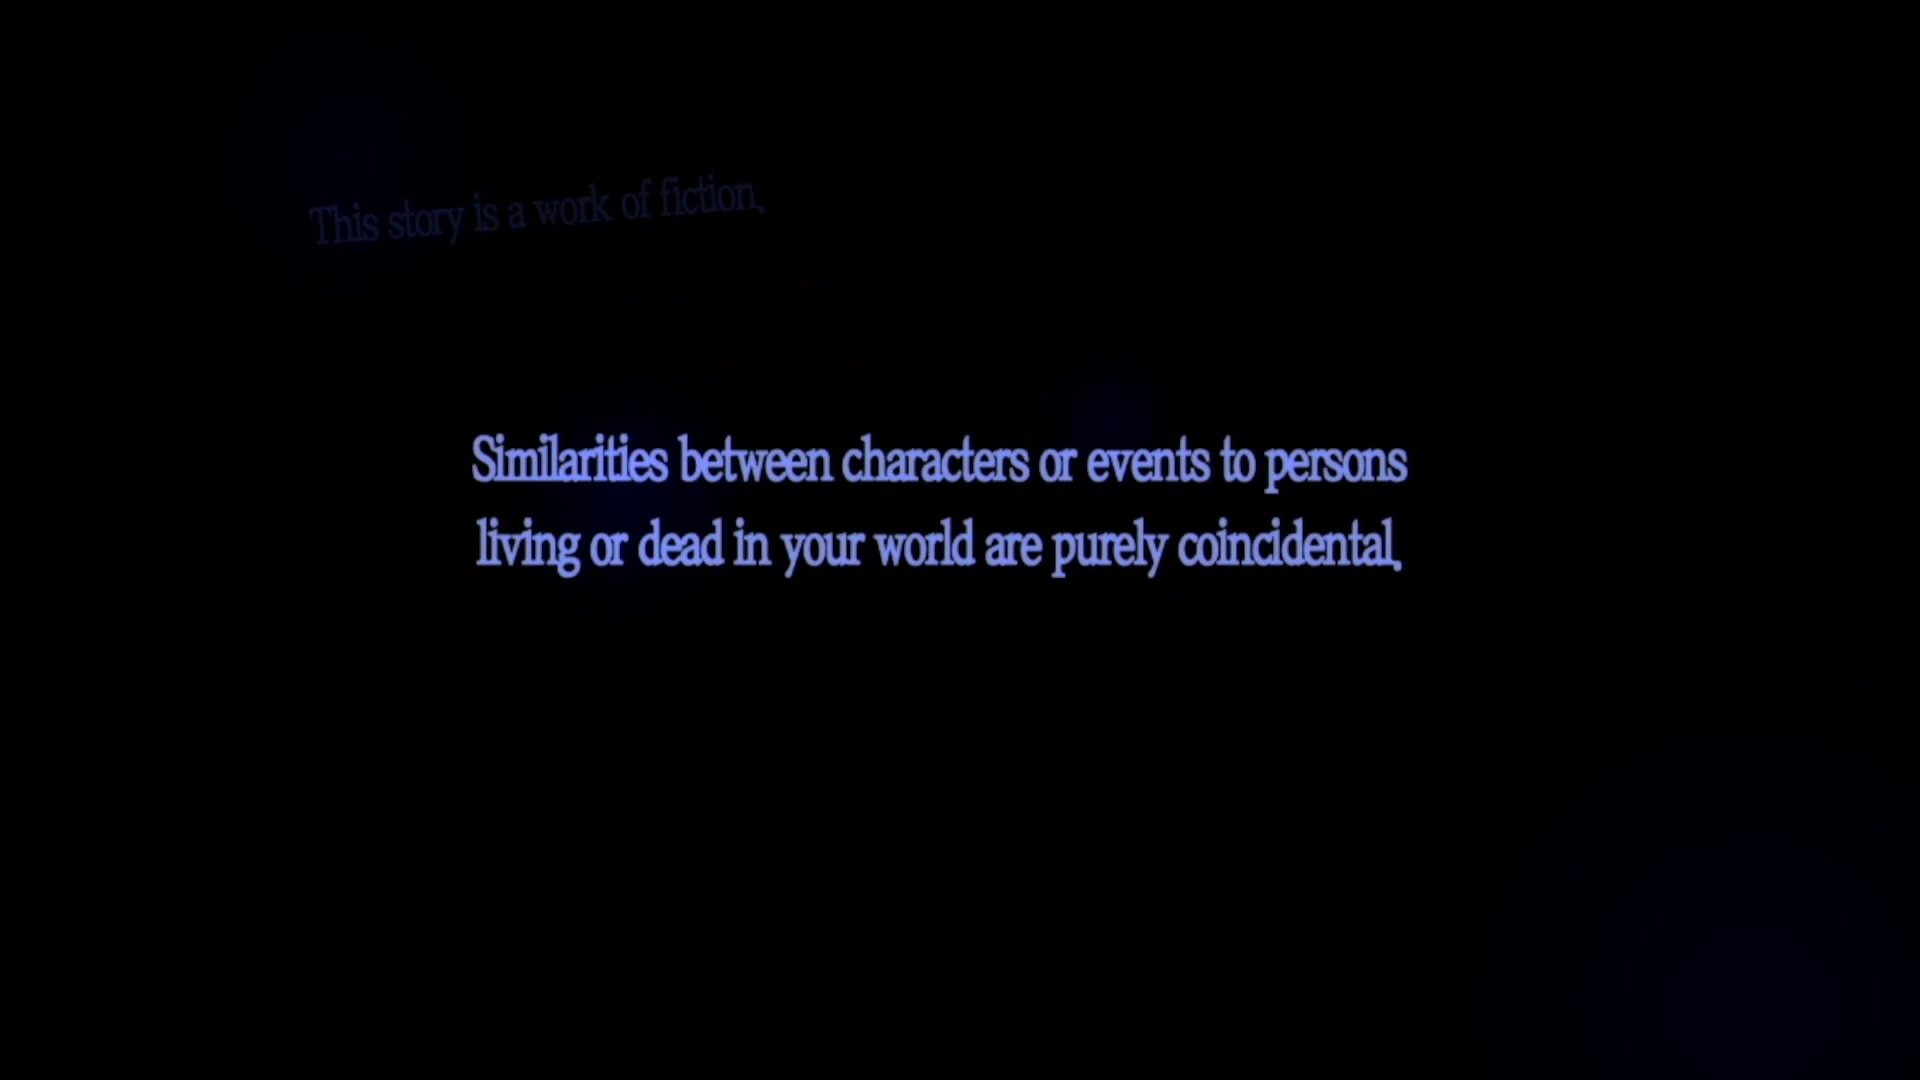 This story is a work of fiction.
Similarities between characters or events to persons
living or dead in your world are purely coincidental.